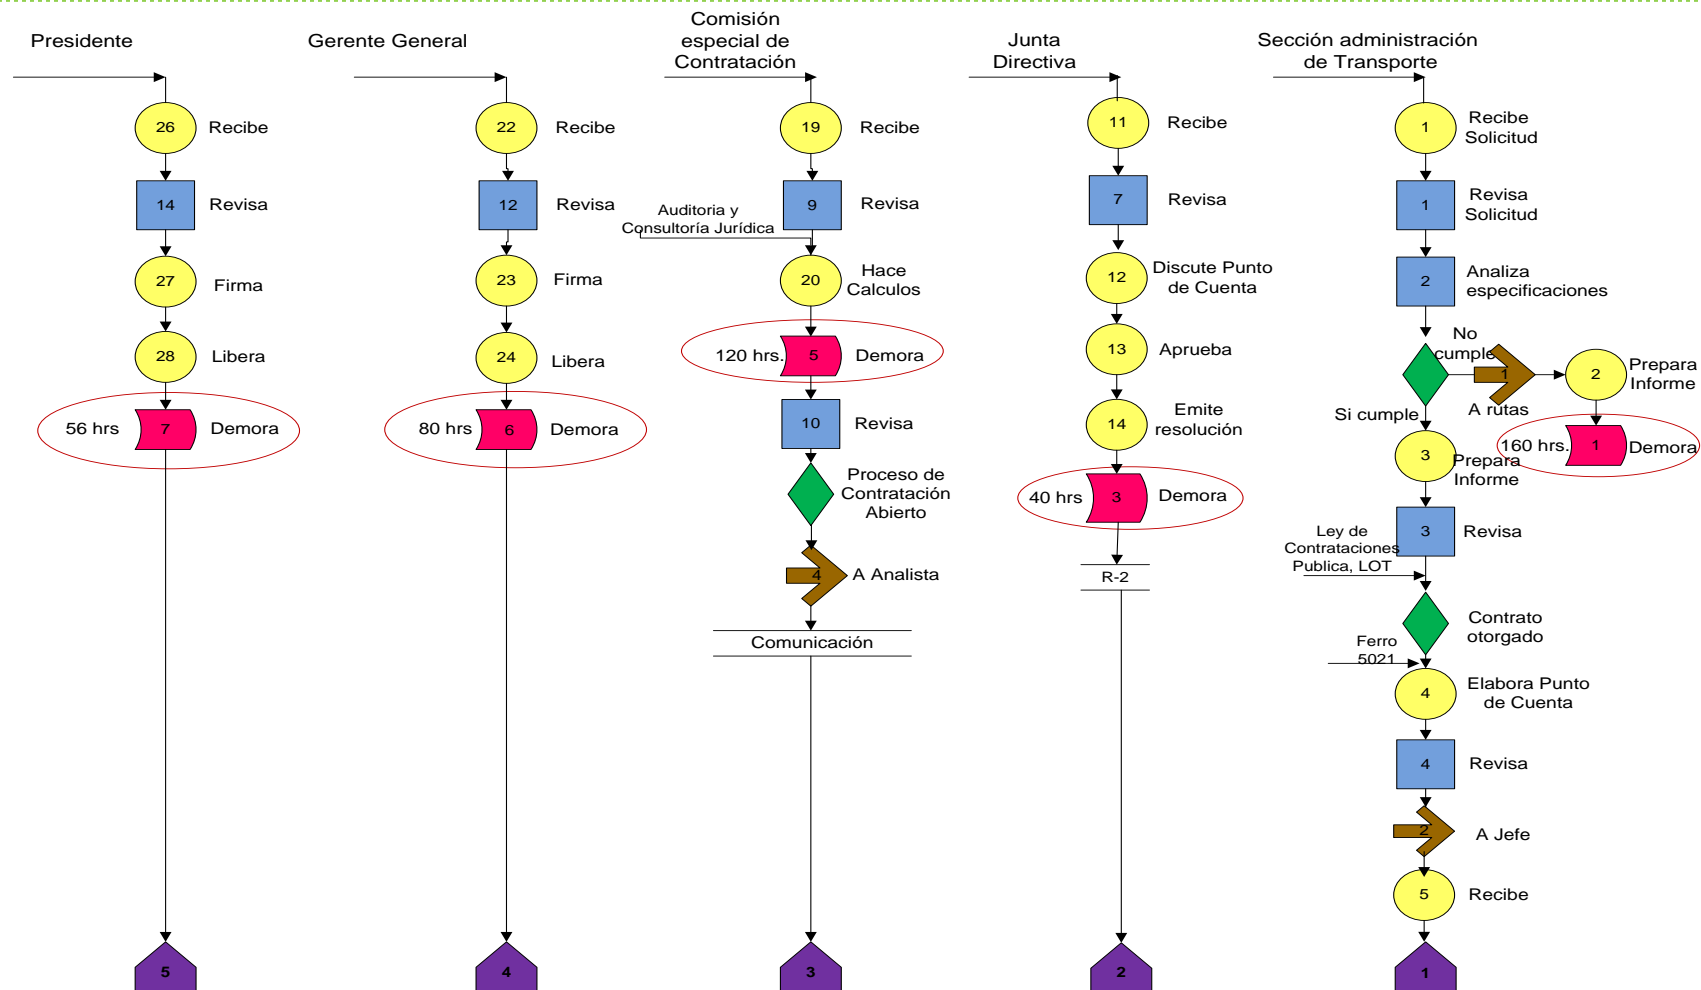 Presidente
26
Recibe
14
Revisa
27
Firma
28
Libera
56 hrs
7
Demora
5
Gerente General
22
Recibe
12
Revisa
23
Firma
24
Libera
80 hrs
6
Demora
4
Comisión
especial de
Contratación
19
Recibe
9
Revisa
Auditoria y
Consultoría Jurídica
20
Hace
Calculos
120 hrs.
5
Demora
10
Revisa
Proceso de
Contratación
Abierto
4
A Analista
Comunicación
3
Junta
Directiva
11
Recibe
7
Revisa
12
Discute Punto
de Cuenta
13
Aprueba
14
Emite
resolución
40 hrs
3
Demora
R-2
2
Sección administración
de Transporte
1
Recibe
Solicitud
1
Revisa
Solicitud
2
Analiza
especificaciones
No
cumple
1
A rutas
2
Prepara
Informe
160 hrs.
1
Demora
Si cumple
3
Prepara
Informe
3
Revisa
Ley de
Contrataciones
Publica, LOT
Contrato
otorgado
Ferro
5021
4
Elabora Punto
de Cuenta
4
Revisa
2
A Jefe
5
Recibe
1